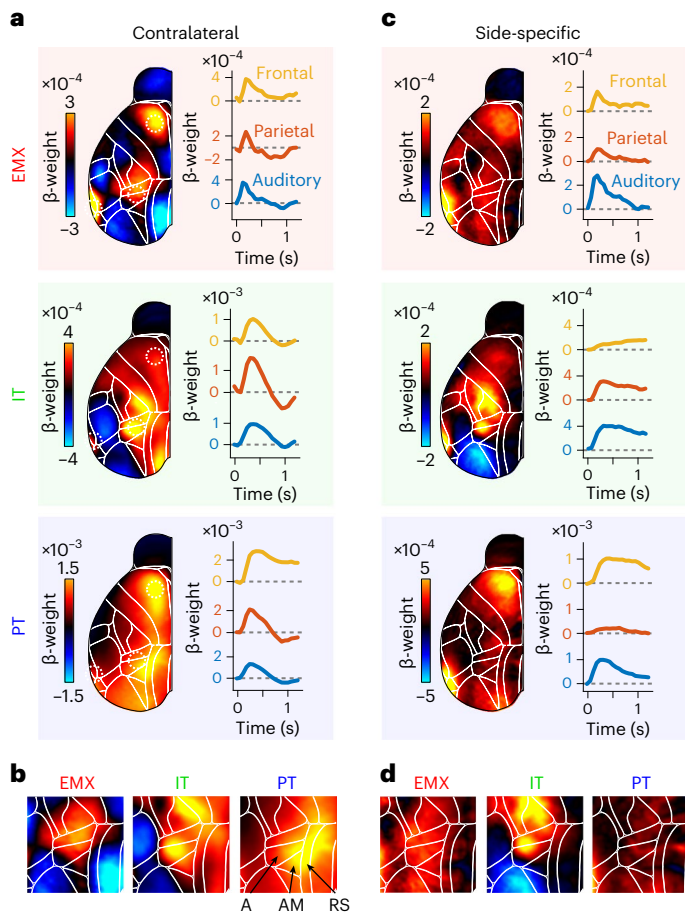 a
Contralateral
c
Side-specific
EMX
×10⁻⁴
3
β-weight
−3
×10⁻⁴
β-weight
4
0
Frontal
2
−2
Parietal
4
0
Auditory
0
1
Time (s)
×10⁻⁴
2
β-weight
−2
×10⁻⁴
β-weight
2
0
Frontal
2
0
Parietal
2
0
Auditory
0
1
Time (s)
IT
×10⁻⁴
4
β-weight
−4
×10⁻³
β-weight
1
0
1
0
1
0
0
1
Time (s)
×10⁻⁴
2
β-weight
−2
×10⁻⁴
β-weight
4
0
4
0
4
0
0
1
Time (s)
PT
×10⁻³
1.5
β-weight
−1.5
×10⁻³
β-weight
2
0
2
0
2
0
0
1
Time (s)
×10⁻⁴
5
β-weight
−5
×10⁻³
β-weight
1
0
1
0
1
0
0
1
Time (s)
b
EMX
IT
PT
A
AM
RS
d
EMX
IT
PT